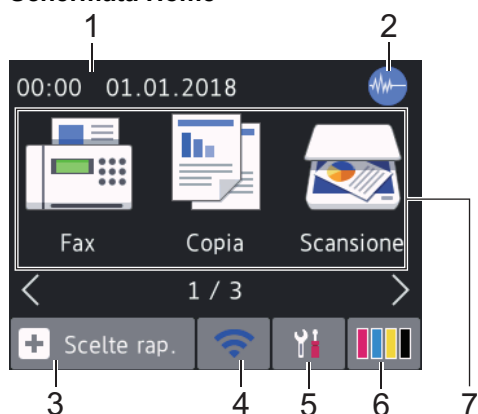 Schermata Home
1
2
00:00 01.01.2018
Fax Copia Scansione
1 / 3
Scelte rap.
3 4 5 6 7